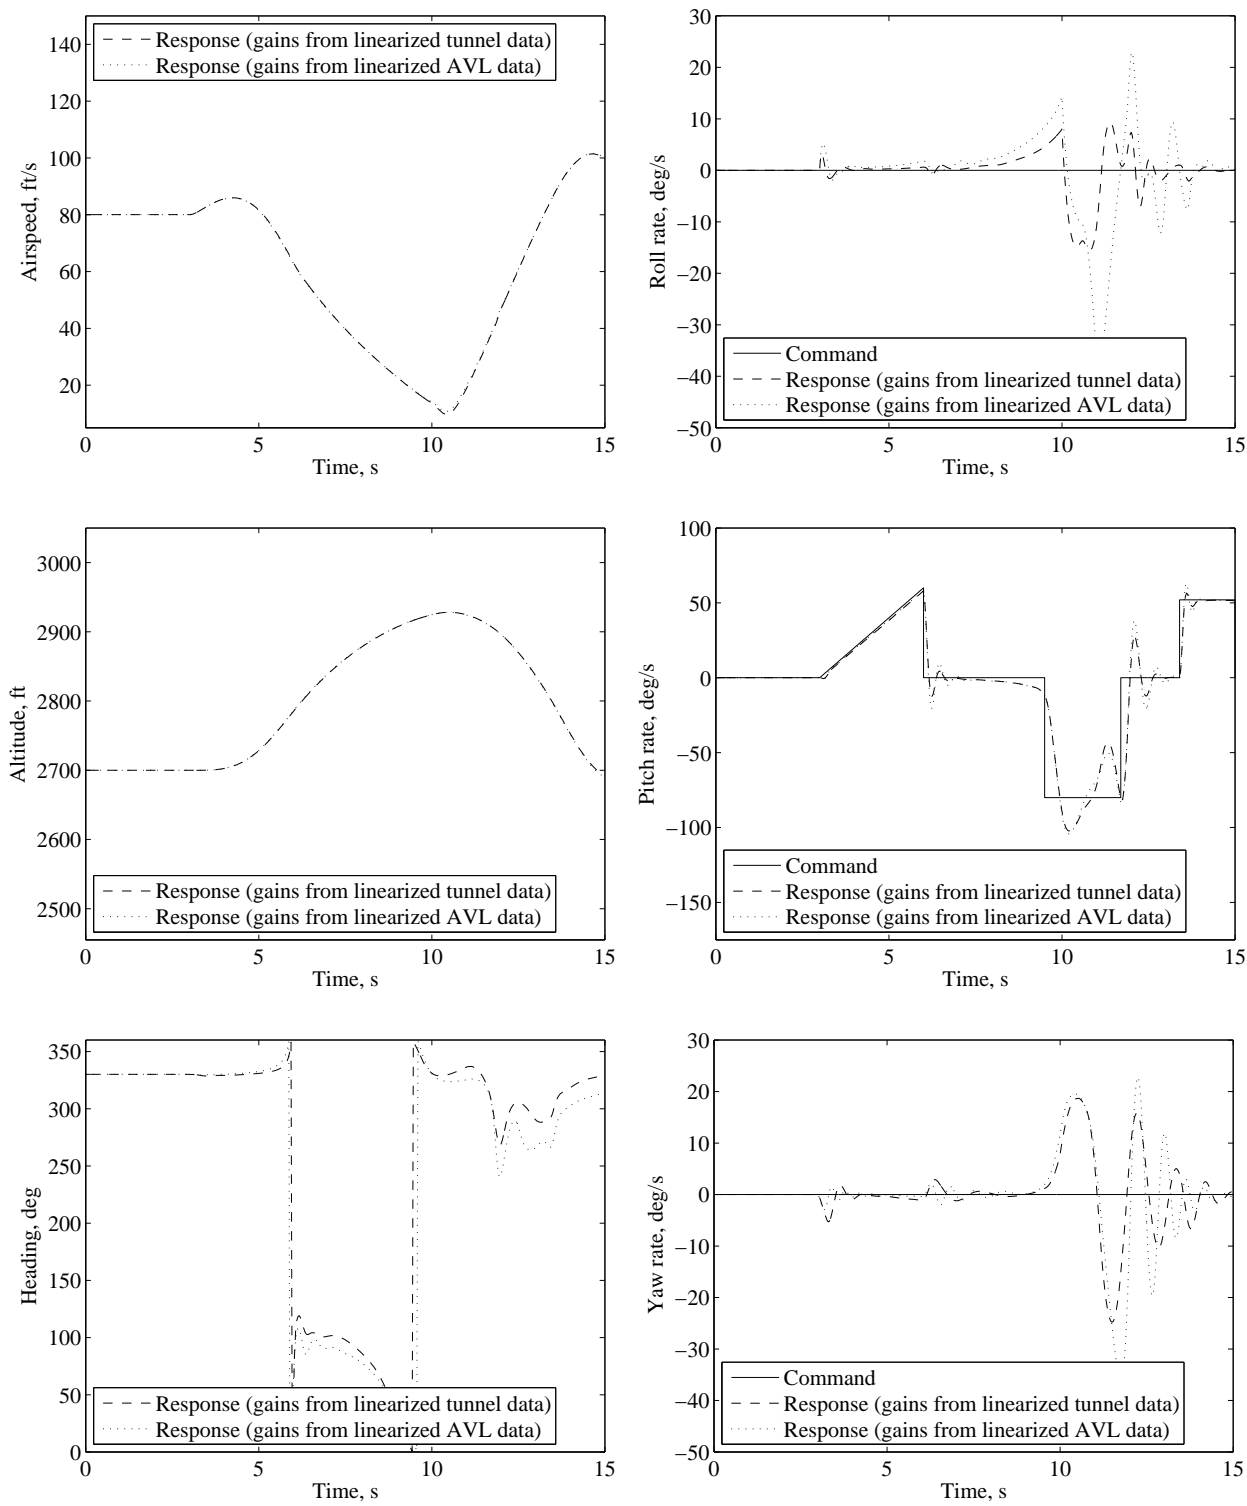 140
120
100
80
60
40
20
Airspeed, ft/s
Response (gains from linearized tunnel data)
Response (gains from linearized AVL data)
0 5 10 15
Time, s
30
20
10
0
−10
−20
−30
−40
−50
Roll rate, deg/s
Command
Response (gains from linearized tunnel data)
Response (gains from linearized AVL data)
0 5 10 15
Time, s
3000
2900
2800
2700
2600
2500
Altitude, ft
Response (gains from linearized tunnel data)
Response (gains from linearized AVL data)
0 5 10 15
Time, s
100
50
0
−50
−100
−150
Pitch rate, deg/s
Command
Response (gains from linearized tunnel data)
Response (gains from linearized AVL data)
0 5 10 15
Time, s
350
300
250
200
150
100
50
0
Heading, deg
Response (gains from linearized tunnel data)
Response (gains from linearized AVL data)
0 5 10 15
Time, s
30
20
10
0
−10
−20
−30
−40
−50
Yaw rate, deg/s
Command
Response (gains from linearized tunnel data)
Response (gains from linearized AVL data)
0 5 10 15
Time, s